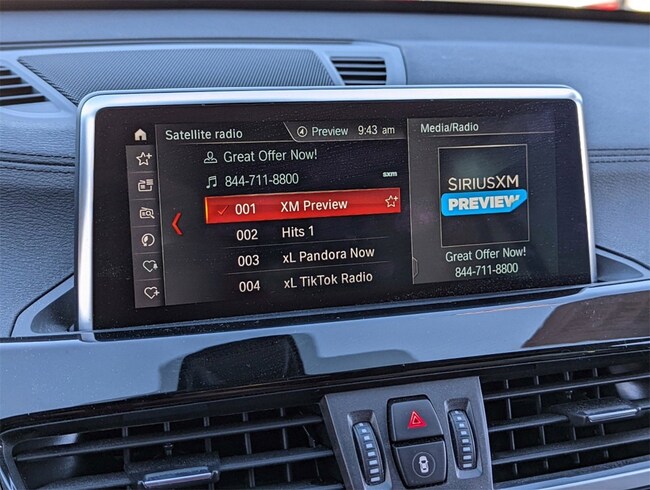 Satellite radio
④ Preview 9:43 am
Great Offer Now!
844-711-8800
sxm
001 XM Preview
002 Hits 1
003 xL Pandora Now
004 xL TikTok Radio
Media/Radio
SIRIUSXM
PREVIEW
Great Offer Now!
844-711-8800